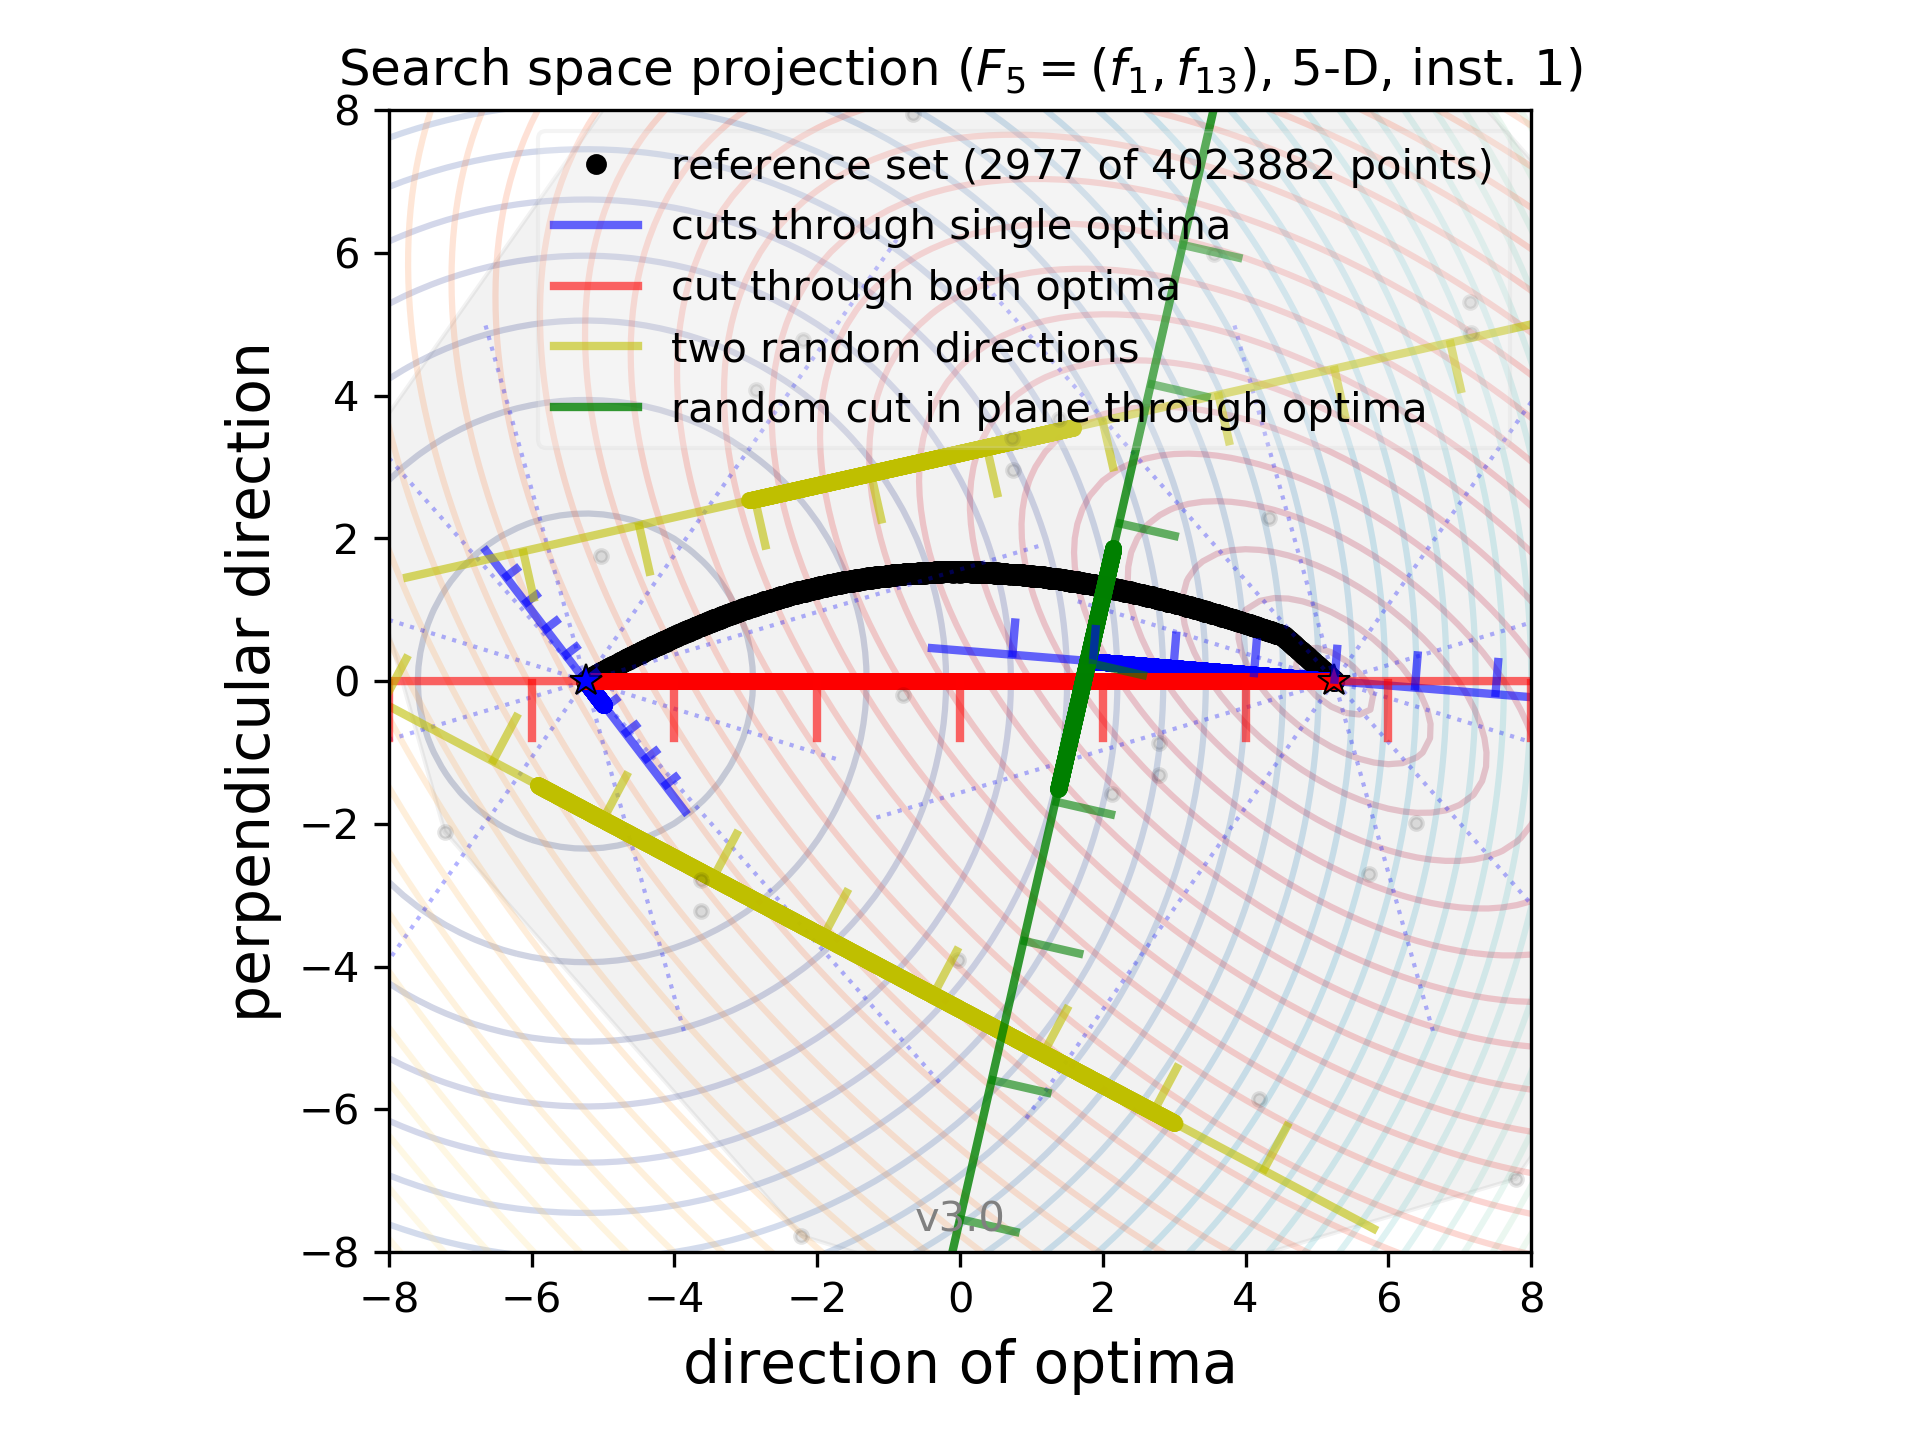 Search space projection (F5 = (f1, f13), 5-D, inst. 1)
reference set (2977 of 4023882 points)
cuts through single optima
cut through both optima
two random directions
random cut in plane through optima
perpendicular direction
8
6
4
2
0
−2
−4
−6
−8
v3.0
−8 −6 −4 −2 0 2 4 6 8
direction of optima